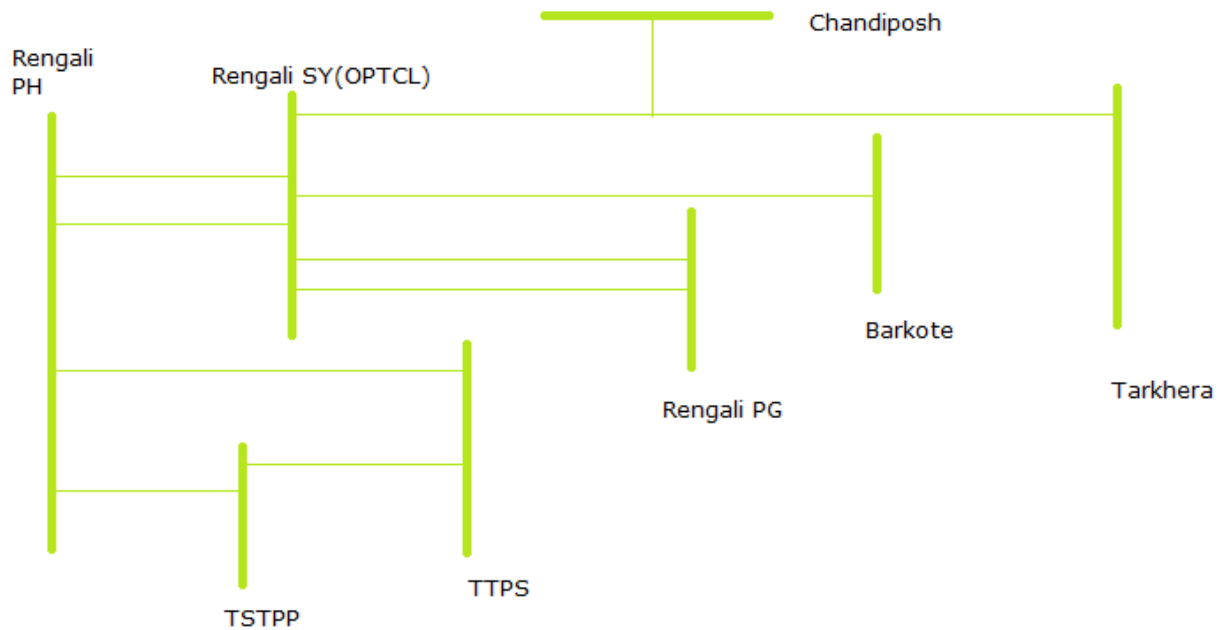 Chandiposh
Rengali
PH
Rengali SY(OPTCL)
Barkote
Tarkhera
Rengali PG
TTPS
TSTPP